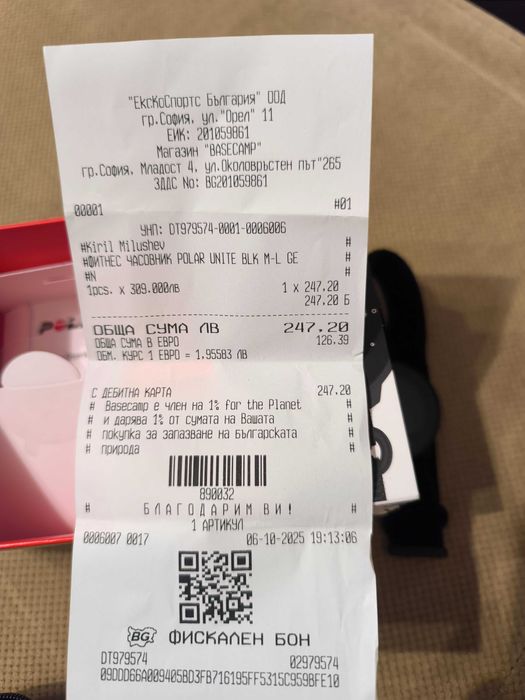 "ЕксКоСпортс България" ООД
гр.София, ул."Орел" 11
ЕИК: 201059861
Магазин "BASECAMP"
гр.София, Младост 4, ул.Околовръстен път"265
ЗДДС No: BG201059861
00001 #01
УНП: DT979574-0001-0006006
#Kiril Milushev #
#ФИТНЕС ЧАСОВНИК POLAR UNITE BLK M-L GE #
#N #
1pcs. x 309.00лв 1 x 247.20
247.20 Б
ОБЩА СУМА ЛВ 247.20
ОБЩА СУМА В ЕВРО 126.39
ОБМ. КУРС 1 ЕВРО = 1.95583 ЛВ
С ДЕБИТНА КАРТА 247.20
# Basecamp е член на 1% for the Planet #
# и дарява 1% от сумата на Вашата #
# покупка за запазване на българската #
# природа #
890032
# БЛАГОДАРИМ ВИ! #
1 АРТИКУЛ
0006007 0017 06-10-2025 19:13:06
BG ФИСКАЛЕН БОН
DT979574 02979574
09DDD66A009405BD3FB716195FF5315C959BFE10